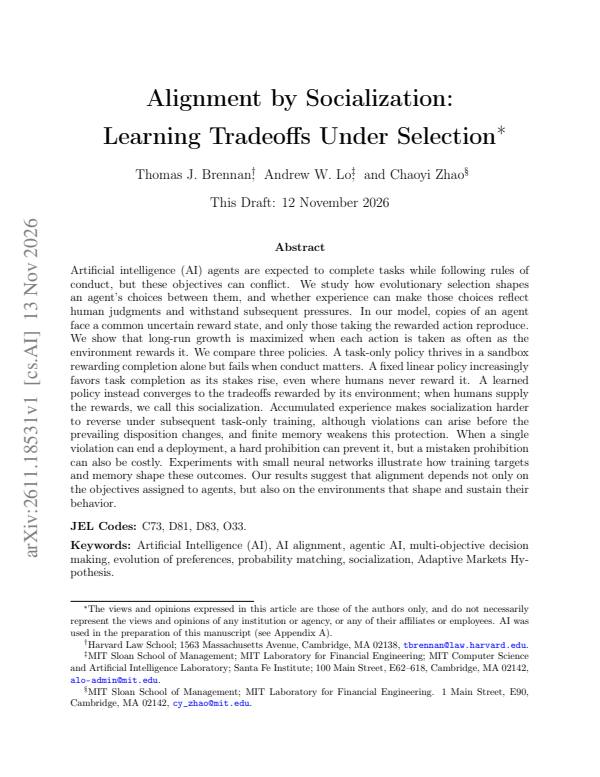 Alignment by Socialization:
Learning Tradeoffs Under Selection*
Thomas J. Brennan†, Andrew W. Lo‡, and Chaoyi Zhao§
This Draft: 12 November 2026
Abstract
Artificial intelligence (AI) agents are expected to complete tasks while following rules of
conduct, but these objectives can conflict. We study how evolutionary selection shapes
an agent's choices between them, and whether experience can make those choices reflect
human judgments and withstand subsequent pressures. In our model, copies of an agent
face a common uncertain reward state, and only those taking the rewarded action reproduce.
We show that long-run growth is maximized when each action is taken as often as the
environment rewards it. We compare three policies. A task-only policy thrives in a sandbox
rewarding completion alone but fails when conduct matters. A fixed linear policy increasingly
favors task completion as its stakes rise, even where humans never reward it. A learned
policy instead converges to the tradeoffs rewarded by its environment; when humans supply
the rewards, we call this socialization. Accumulated experience makes socialization harder
to reverse under subsequent task-only training, although violations can arise before the
prevailing disposition changes, and finite memory weakens this protection. When a single
violation can end a deployment, a hard prohibition can prevent it, but a mistaken prohibition
can also be costly. Experiments with small neural networks illustrate how training targets
and memory shape these outcomes. Our results suggest that alignment depends not only on
the objectives assigned to agents, but also on the environments that shape and sustain their
behavior.
JEL Codes: C73, D81, D83, O33.
Keywords: Artificial Intelligence (AI), AI alignment, agentic AI, multi-objective decision
making, evolution of preferences, probability matching, socialization, Adaptive Markets Hy-
pothesis.
*The views and opinions expressed in this article are those of the authors only, and do not necessarily
represent the views and opinions of any institution or agency, or any of their affiliates or employees. AI was
used in the preparation of this manuscript (see Appendix A).
†Harvard Law School; 1563 Massachusetts Avenue, Cambridge, MA 02138, tbrennan@law.harvard.edu.
‡MIT Sloan School of Management; MIT Laboratory for Financial Engineering; MIT Computer Science
and Artificial Intelligence Laboratory; Santa Fe Institute; 100 Main Street, E62–618, Cambridge, MA 02142,
alo-admin@mit.edu.
§MIT Sloan School of Management; MIT Laboratory for Financial Engineering. 1 Main Street, E90,
Cambridge, MA 02142, cy_zhao@mit.edu.
arXiv:2611.18531v1 [cs.AI] 13 Nov 2026